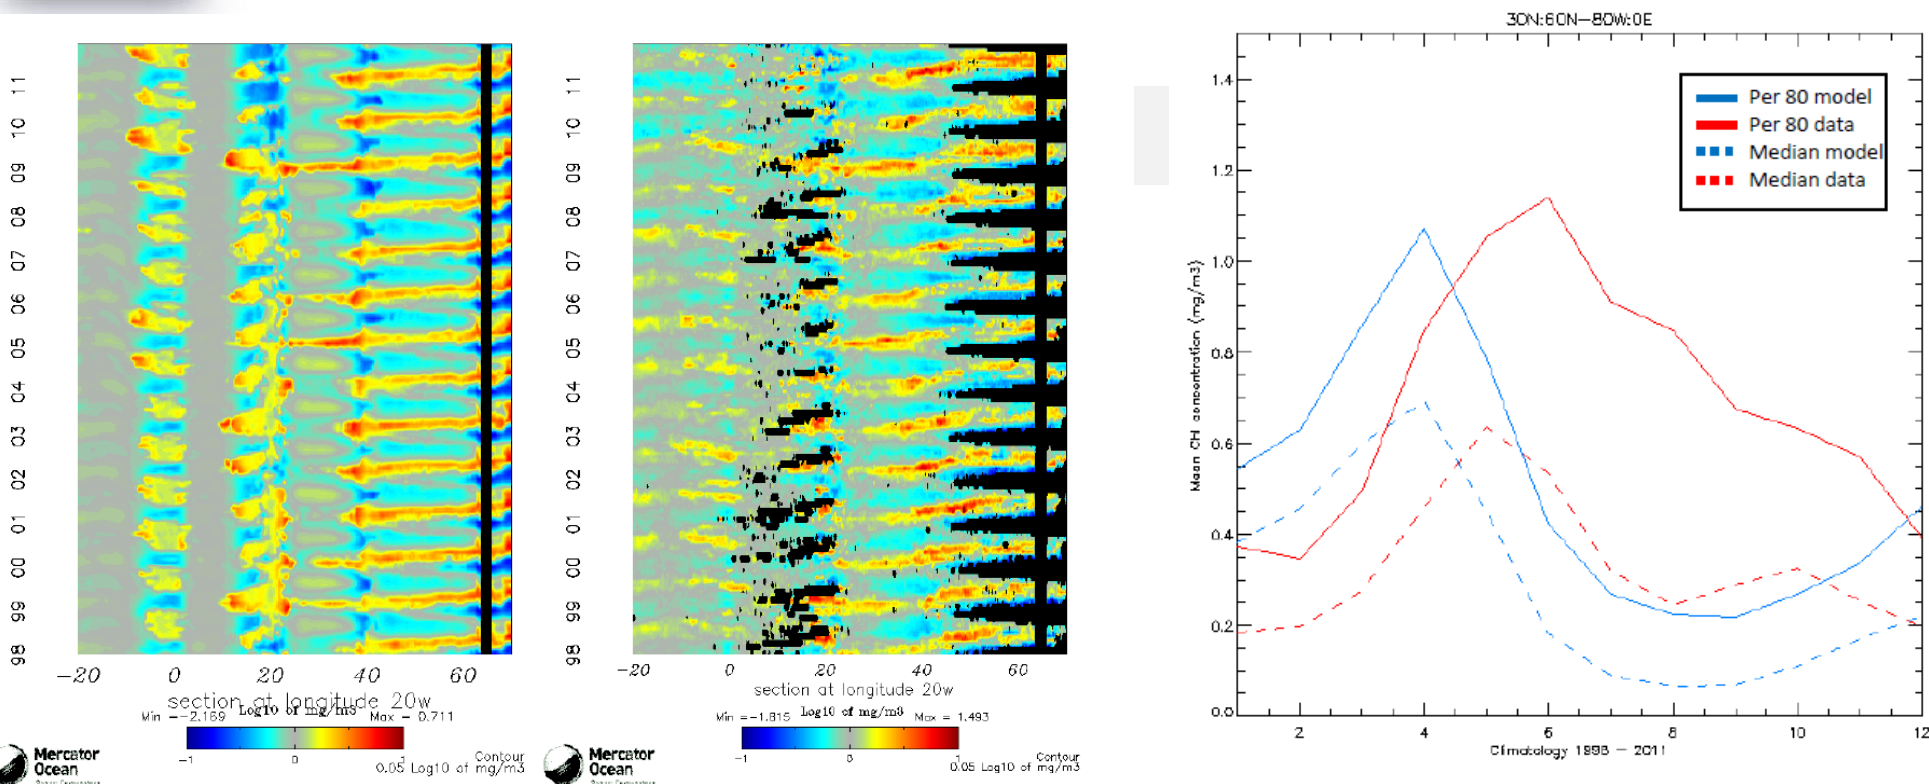 11
10
09
08
07
06
05
04
03
02
01
00
99
98
-20 0 20 40 60
section at longitude 20w
Log10 of mg/m3
Min =-2.169 Max = 0.711
-1 0 1
Contour
0.05 Log10 of mg/m3
Mercator
Ocean
11
10
09
08
07
06
05
04
03
02
01
00
99
98
-20 0 20 40 60
section at longitude 20w
Min =-1.815 Log10 of mg/m3 Max = 1.493
-1 0 1
Contour
0.05 Log10 of mg/m3
Mercator
Ocean
30N:60N-80W:0E
Per 80 model
Per 80 data
Median model
Median data
Mean Chl concentration (mg/m3)
1.4
1.2
1.0
0.8
0.6
0.4
0.2
0.0
2 4 6 8 10 12
Climatology 1998 - 2011